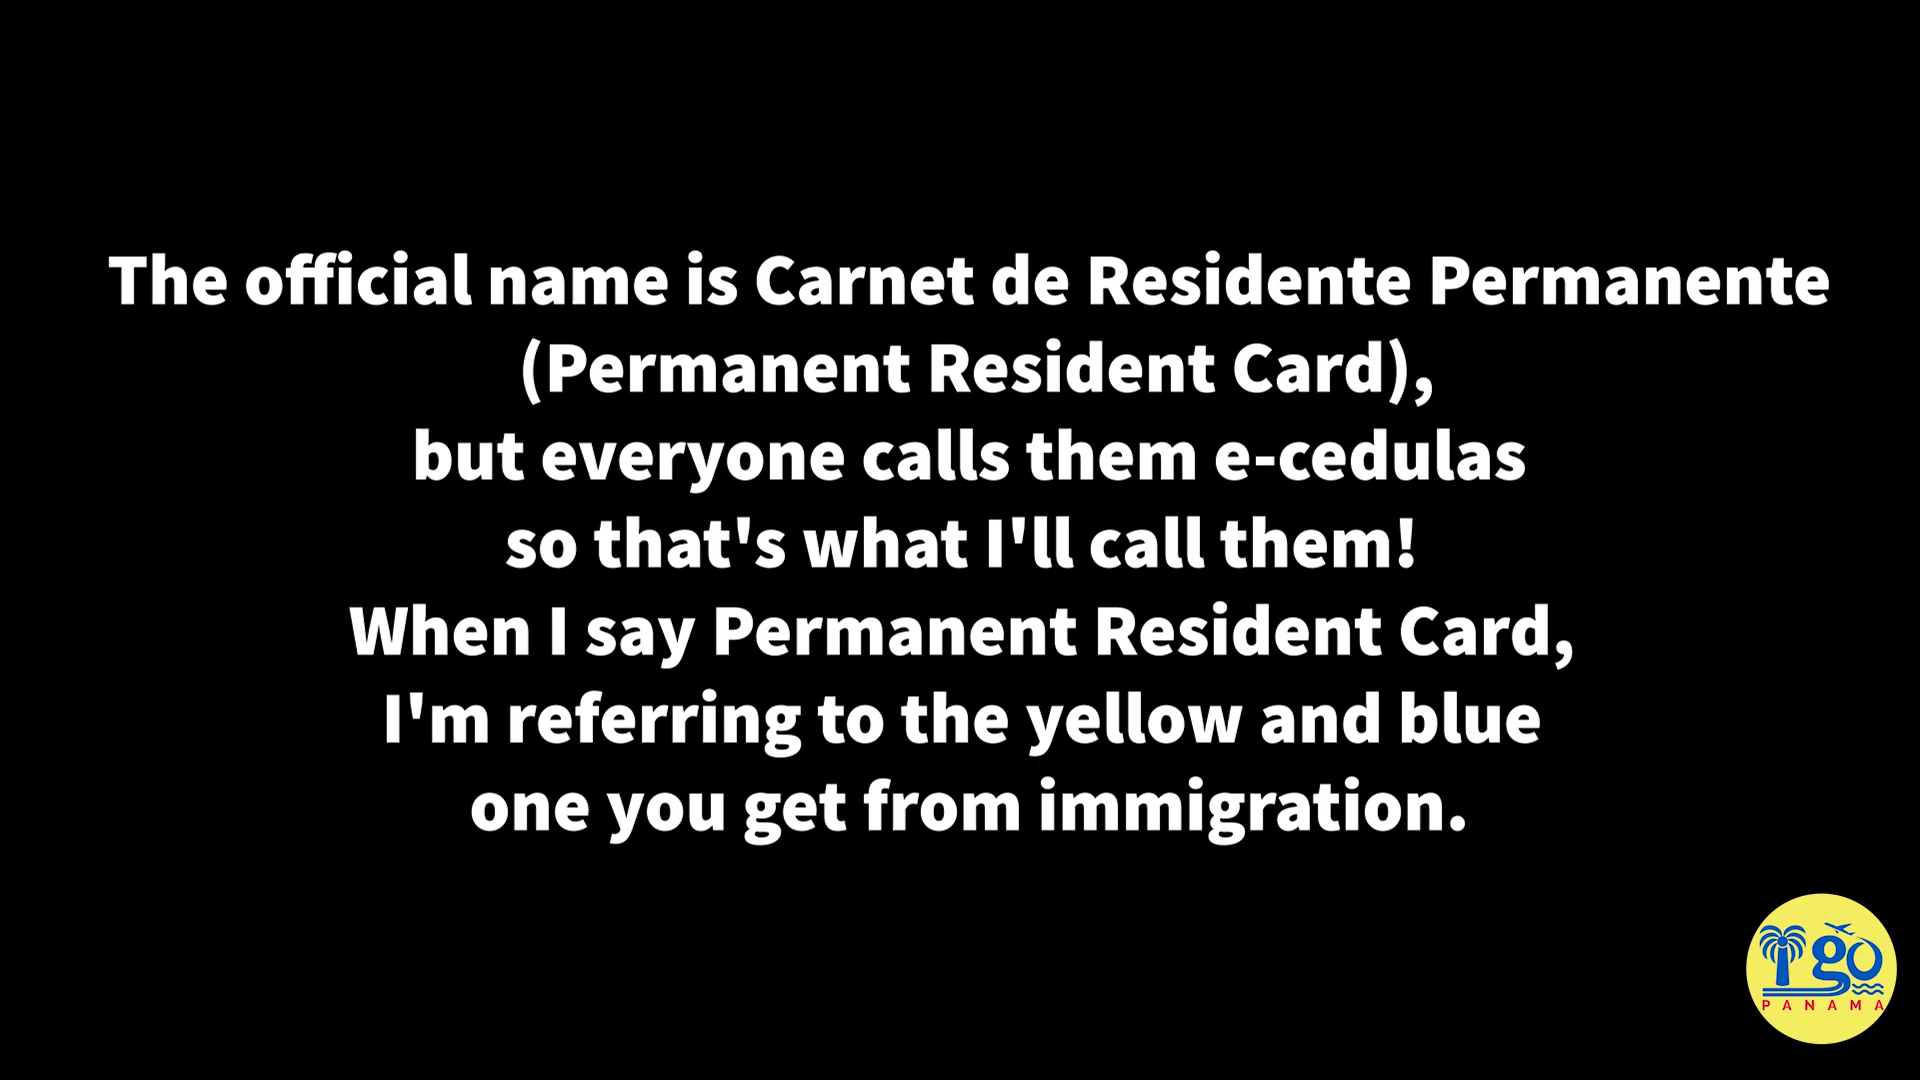 The official name is Carnet de Residente Permanente
(Permanent Resident Card),
but everyone calls them e-cedulas
so that's what I'll call them!
When I say Permanent Resident Card,
I'm referring to the yellow and blue
one you get from immigration.
I go
PANAMA